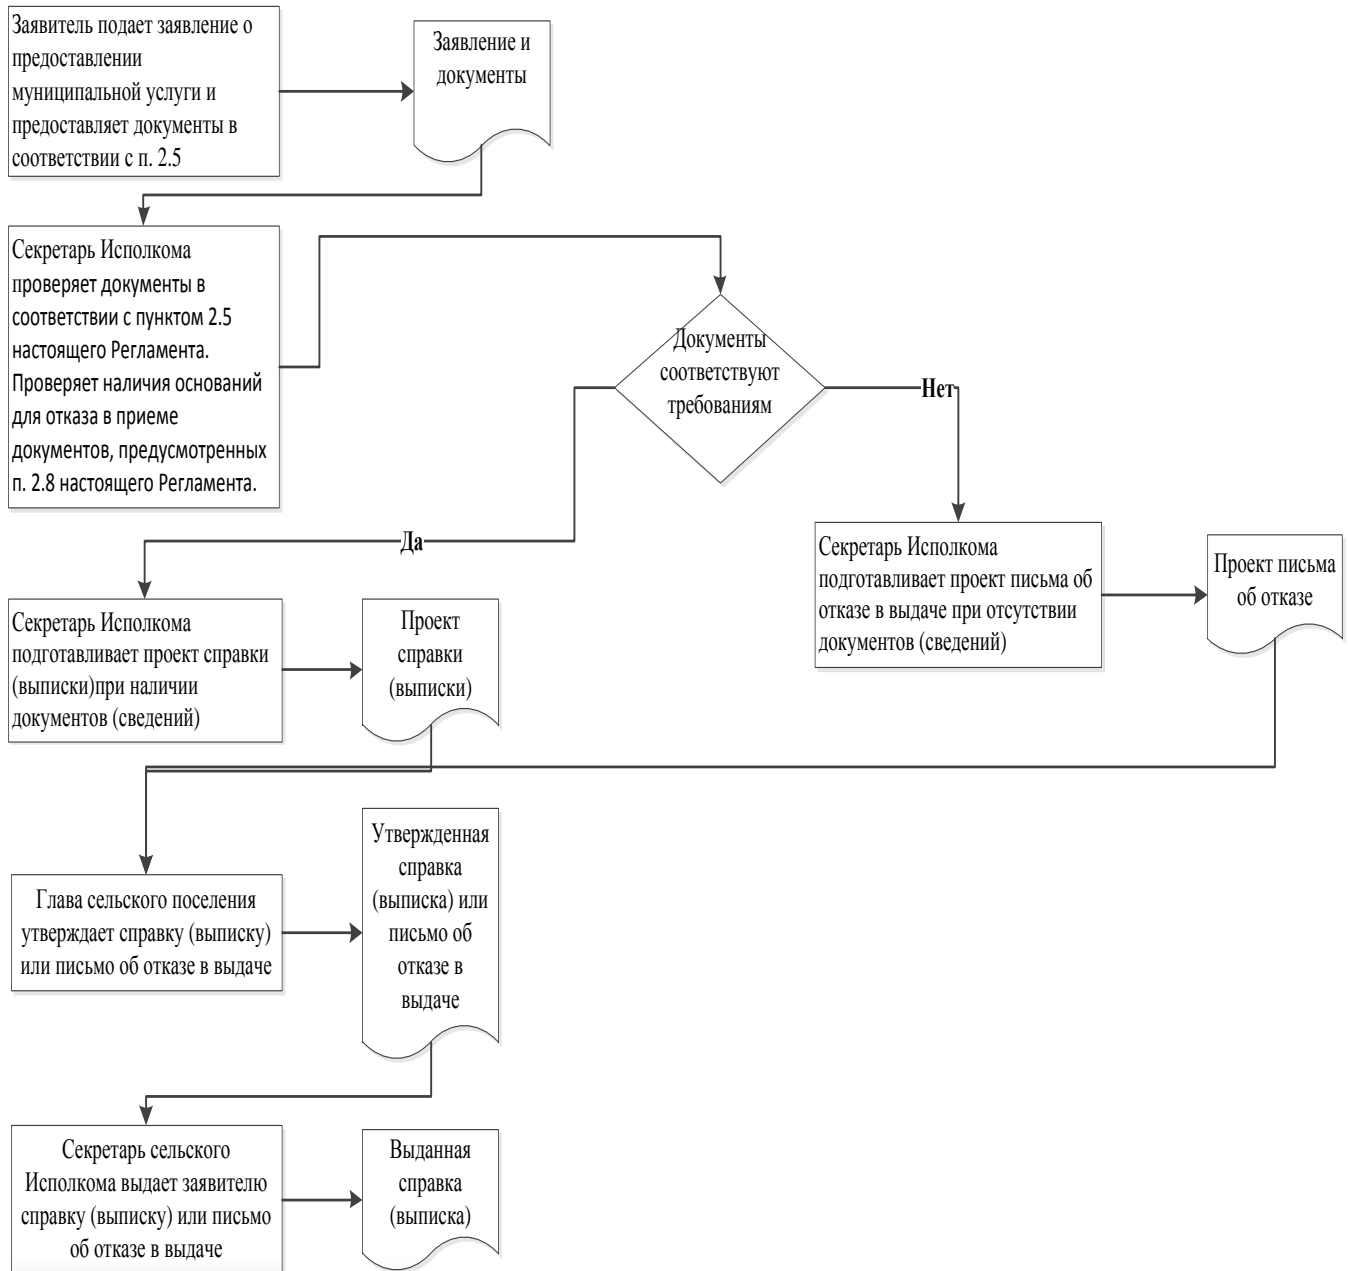 Заявитель подает заявление о
предоставлении
муниципальной услуги и
предоставляет документы в
соответствии с п. 2.5
Заявление и
документы
Секретарь Исполкома
проверяет документы в
соответствии с пунктом 2.5
настоящего Регламента.
Проверяет наличия оснований
для отказа в приеме
документов, предусмотренных
п. 2.8 настоящего Регламента.
Документы
соответствуют
требованиям
Нет
Да
Секретарь Исполкома
подготавливает проект письма об
отказе в выдаче при отсутствии
документов (сведений)
Проект письма
об отказе
Секретарь Исполкома
подготавливает проект справки
(выписки)при наличии
документов (сведений)
Проект
справки
(выписки)
Глава сельского поселения
утверждает справку (выписку)
или письмо об отказе в выдаче
Утвержденная
справка
(выписка) или
письмо об
отказе в
выдаче
Секретарь сельского
Исполкома выдает заявителю
справку (выписку) или письмо
об отказе в выдаче
Выданная
справка
(выписка)